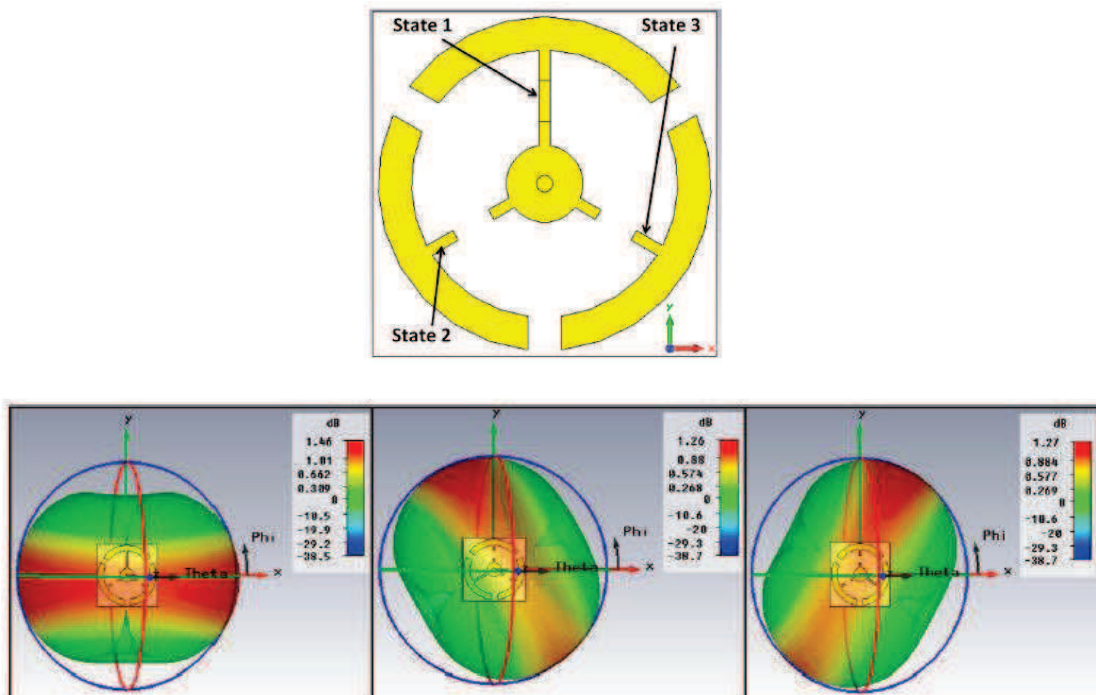 State 1
State 3
State 2
y
x
y
dB
1.46
1.01
0.662
0.309
0
-10.5
-19.9
-29.2
-38.5
Phi
Theta
x
y
dB
1.26
0.88
0.574
0.268
0
-10.6
-20
-29.3
-38.7
Phi
Theta
x
y
dB
1.27
0.884
0.577
0.269
0
-10.6
-20
-29.3
-38.7
Phi
Theta
x